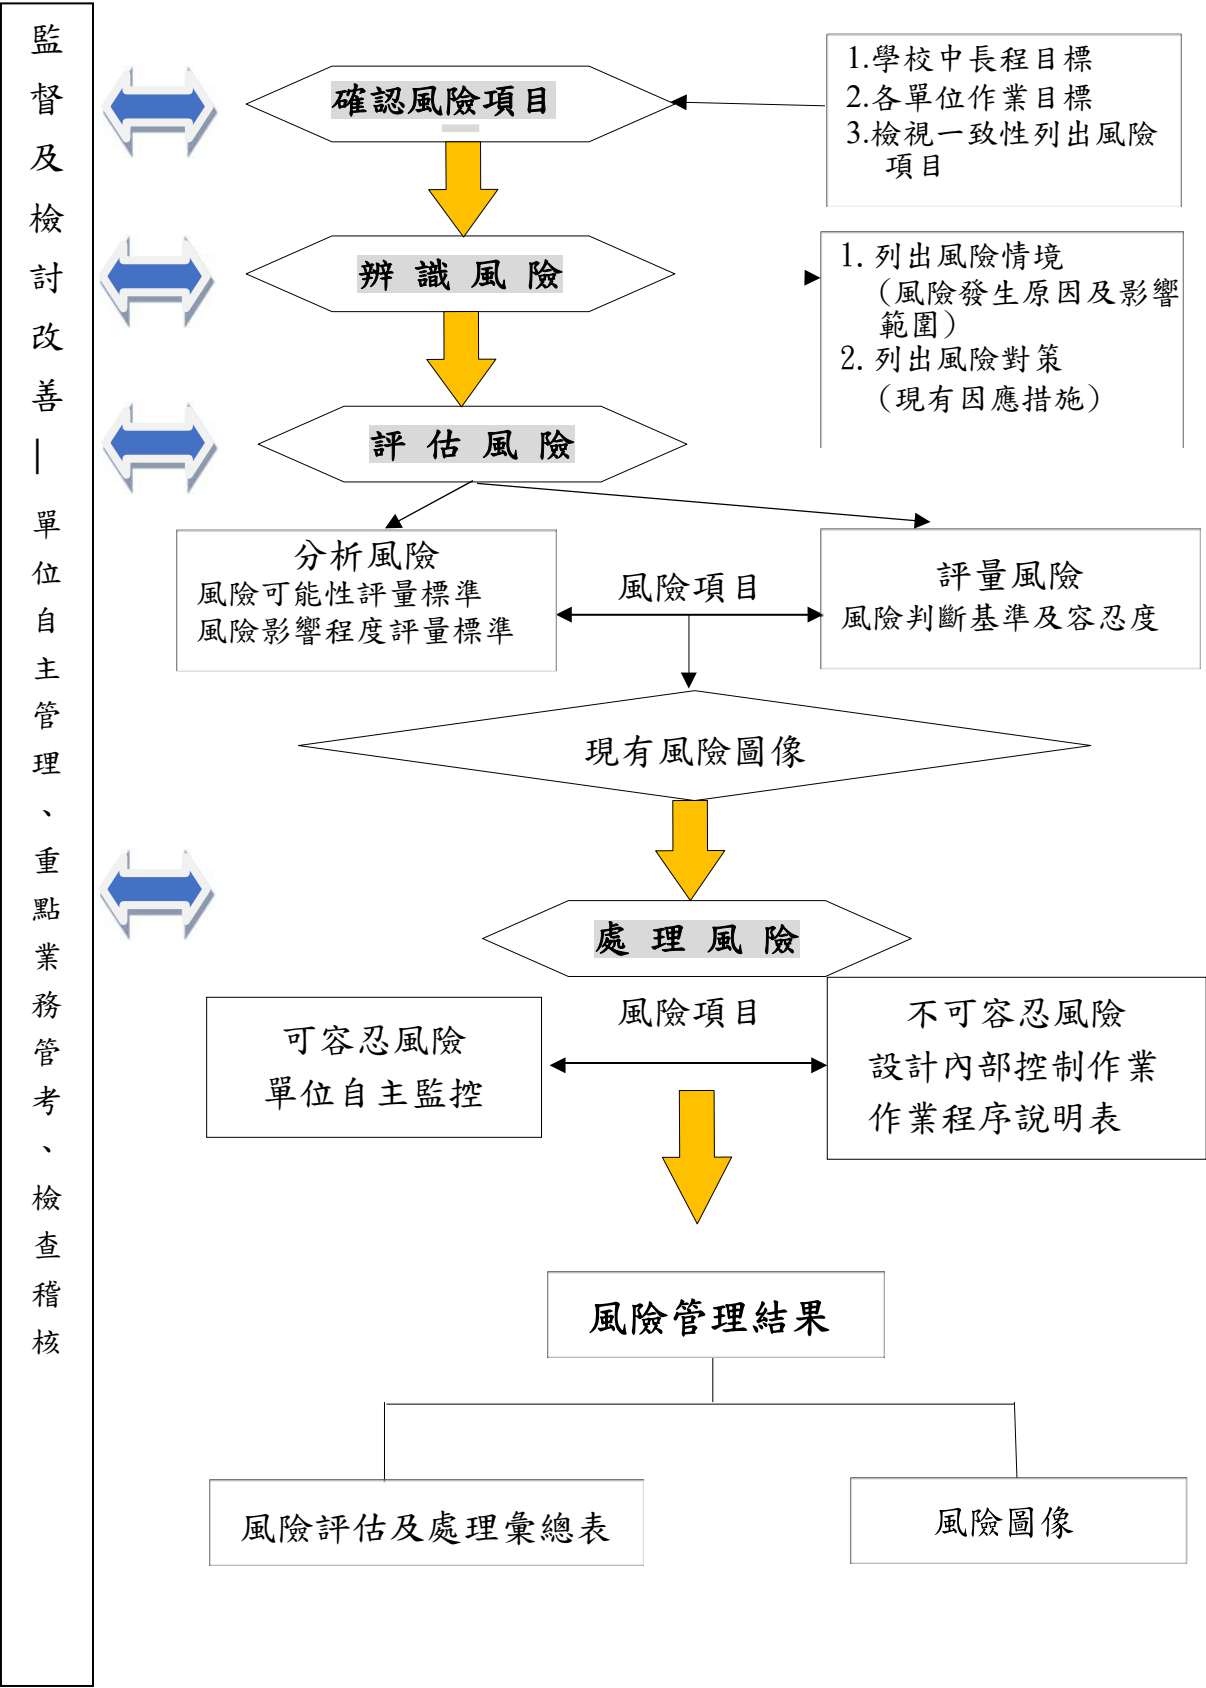 監督及檢討改善—單位自主管理、重點業務管考、檢查稽核
確認風險項目
1.學校中長程目標
2.各單位作業目標
3.檢視一致性列出風險
項目
辨識風險
1. 列出風險情境
（風險發生原因及影響
範圍）
2. 列出風險對策
（現有因應措施）
評估風險
分析風險
風險可能性評量標準
風險影響程度評量標準
風險項目
評量風險
風險判斷基準及容忍度
現有風險圖像
處理風險
可容忍風險
單位自主監控
風險項目
不可容忍風險
設計內部控制作業
作業程序說明表
風險管理結果
風險評估及處理彙總表
風險圖像